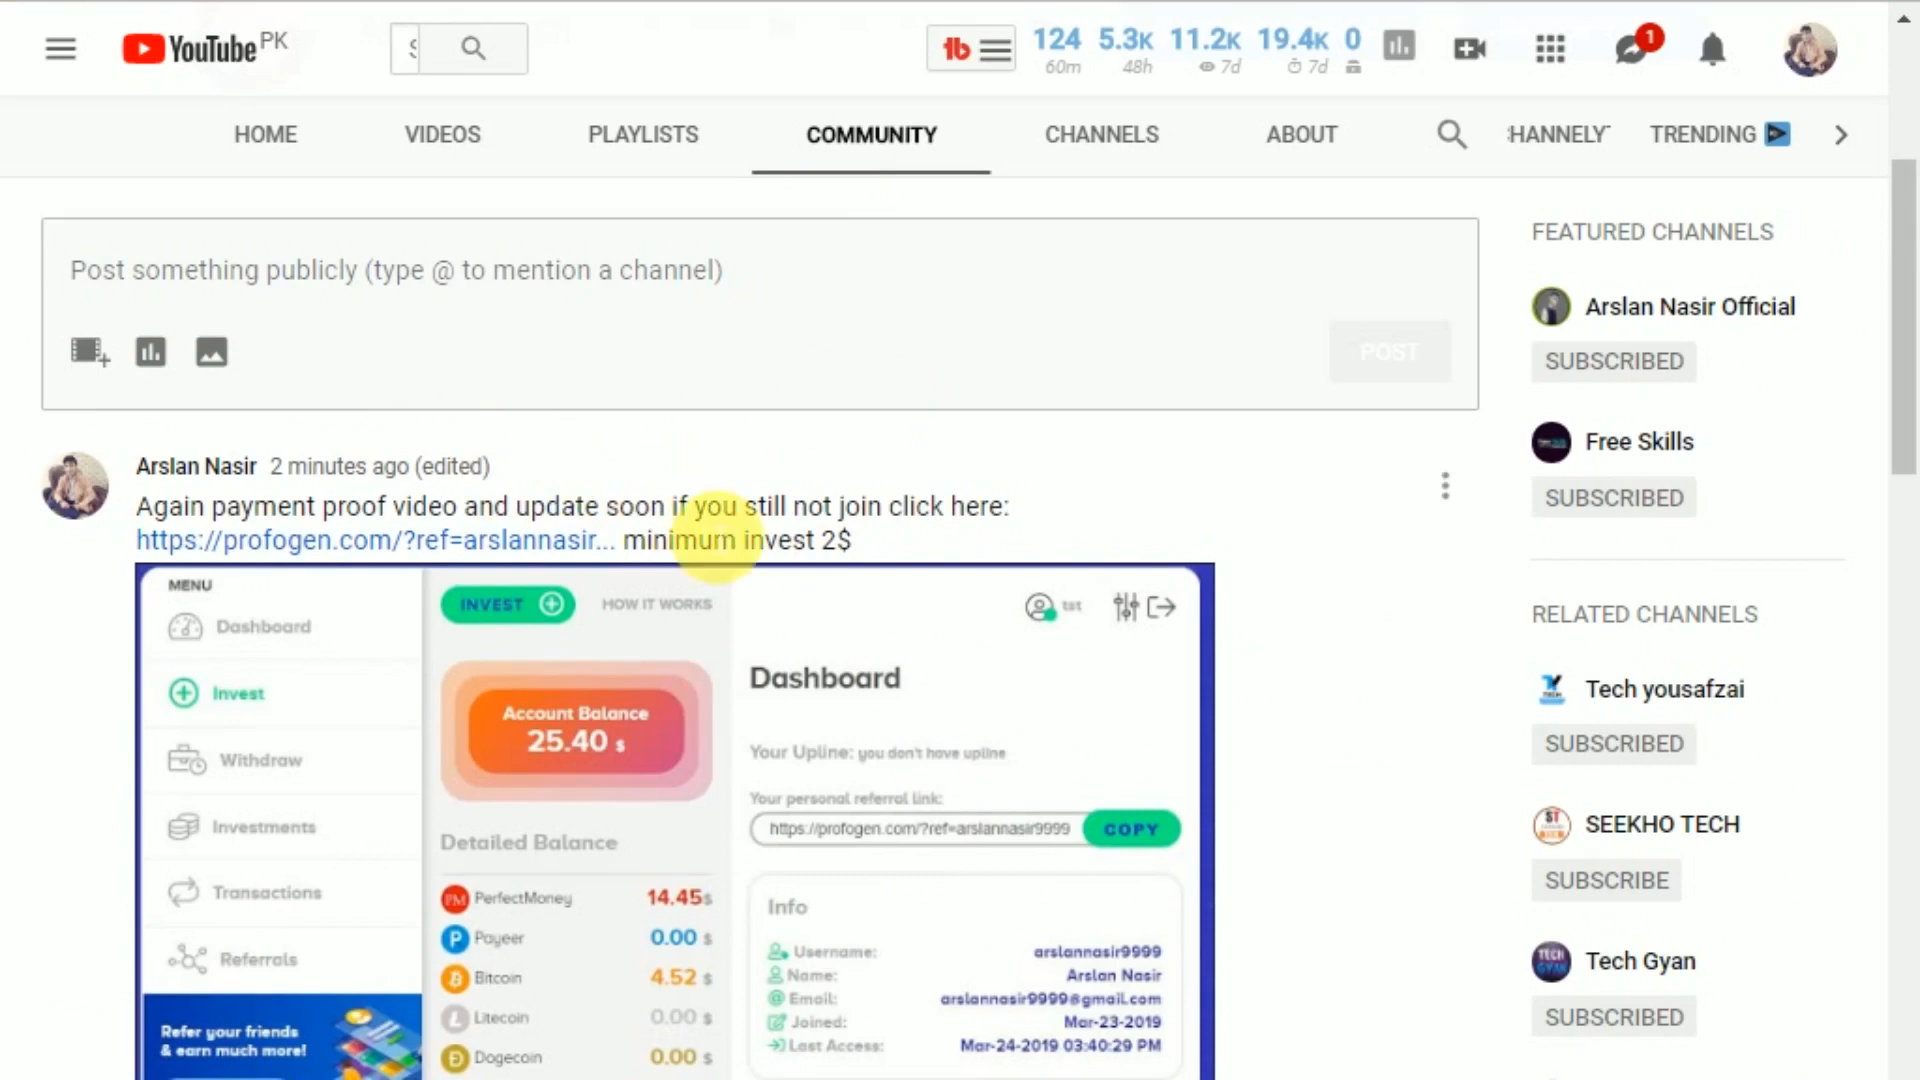 YouTube PK
124 5.3K 11.2K 19.4K 0
60m 48h 7d 7d
1
HOME VIDEOS PLAYLISTS COMMUNITY CHANNELS ABOUT HANNELY TRENDING
Post something publicly (type @ to mention a channel)
POST
Arslan Nasir 2 minutes ago (edited)
Again payment proof video and update soon if you still not join click here:
https://profogen.com/?ref=arslannasir... minimum invest 2$
MENU
Dashboard
Invest
Withdraw
Investments
Transactions
Referrals
Refer your friends
& earn much more!
INVEST HOW IT WORKS
Account Balance
25.40 $
Detailed Balance
PerfectMoney 14.45$
Payeer 0.00 $
Bitcoin 4.52 $
Litecoin 0.00 $
Dogecoin 0.00 $
tst
Dashboard
Your Upline: you don't have upline
Your personal referral link:
https://profogen.com/?ref=arslannasir9999 COPY
Info
Username: arslannasir9999
Name: Arslan Nasir
Email: arslannasir9999@gmail.com
Joined: Mar-23-2019
Last Access: Mar-24-2019 03:40:29 PM
FEATURED CHANNELS
Arslan Nasir Official
SUBSCRIBED
Free Skills
SUBSCRIBED
RELATED CHANNELS
Tech yousafzai
SUBSCRIBED
SEEKHO TECH
SUBSCRIBE
Tech Gyan
SUBSCRIBED